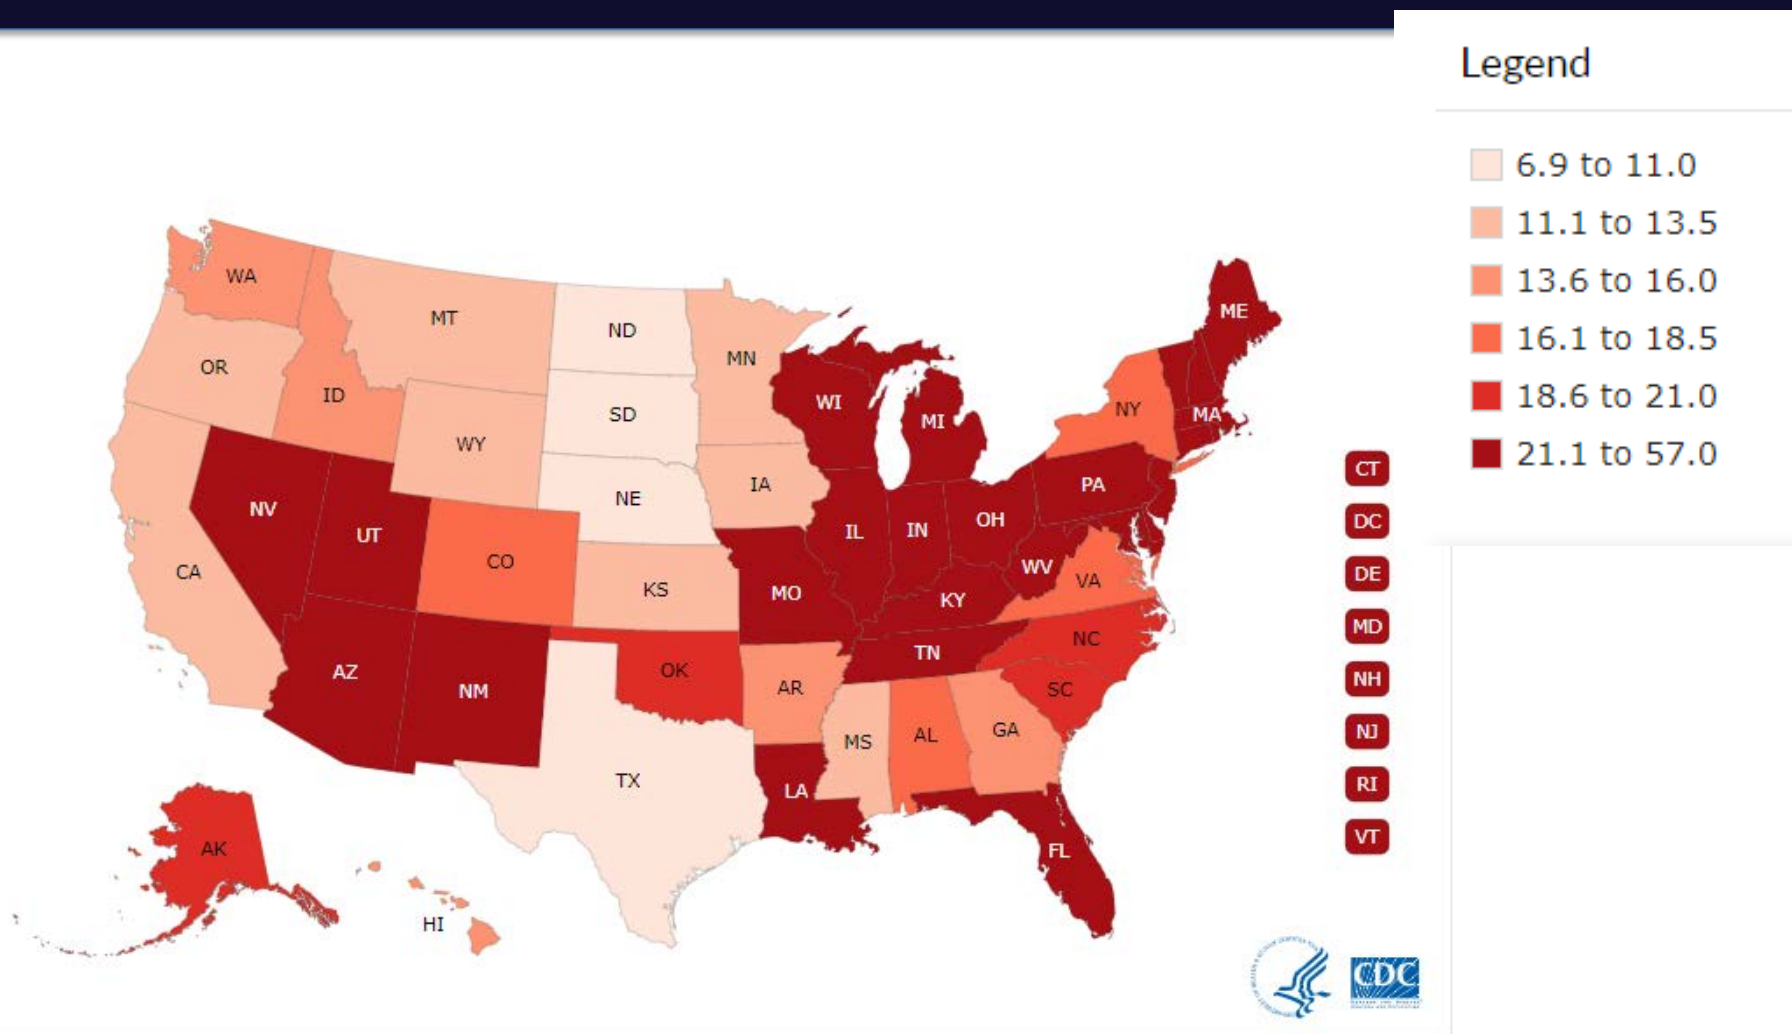 Legend
6.9 to 11.0
11.1 to 13.5
13.6 to 16.0
16.1 to 18.5
18.6 to 21.0
21.1 to 57.0
WA
MT
ND
MN
ME
OR
ID
SD
WI
MI
NY
MA
WY
NE
IA
PA
CT
NV
UT
CO
IL
IN
OH
DC
CA
KS
MO
WV
VA
DE
KY
MD
AZ
NM
OK
AR
TN
NC
SC
NH
MS
AL
GA
NJ
TX
LA
RI
AK
FL
VT
HI
CDC